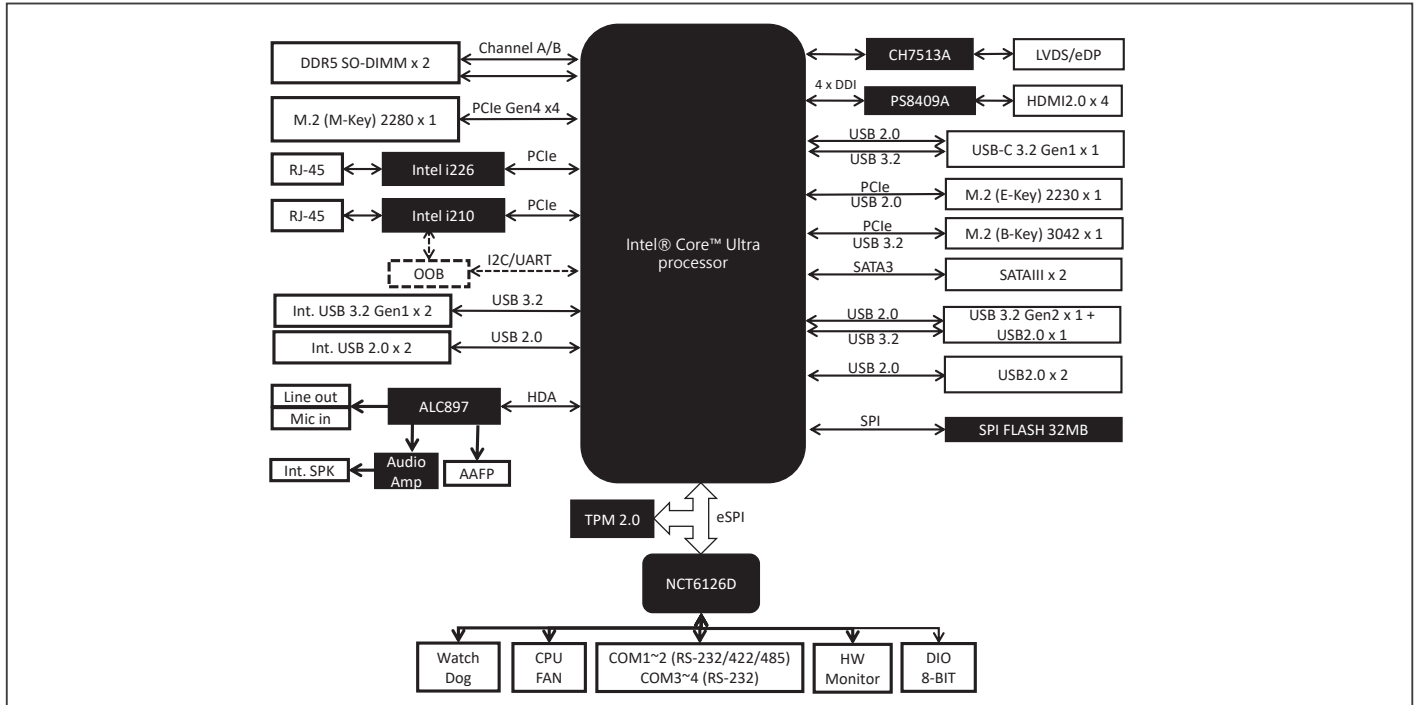 DDR5 SO-DIMM x 2
Channel A/B
M.2 (M-Key) 2280 x 1
PCIe Gen4 x4
RJ-45
Intel i226
PCIe
RJ-45
Intel i210
PCIe
OOB
I2C/UART
Int. USB 3.2 Gen1 x 2
USB 3.2
Int. USB 2.0 x 2
USB 2.0
Line out
Mic in
ALC897
HDA
Int. SPK
Audio
Amp
AAFP
Intel® Core™ Ultra
processor
CH7513A
LVDS/eDP
4 x DDI
PS8409A
HDMI2.0 x 4
USB 2.0
USB 3.2
USB-C 3.2 Gen1 x 1
PCIe
USB 2.0
M.2 (E-Key) 2230 x 1
PCIe
USB 3.2
M.2 (B-Key) 3042 x 1
SATA3
SATAIII x 2
USB 2.0
USB 3.2
USB 3.2 Gen2 x 1 +
USB2.0 x 1
USB 2.0
USB2.0 x 2
SPI
SPI FLASH 32MB
TPM 2.0
eSPI
NCT6126D
Watch
Dog
CPU
FAN
COM1~2 (RS-232/422/485)
COM3~4 (RS-232)
HW
Monitor
DIO
8-BIT